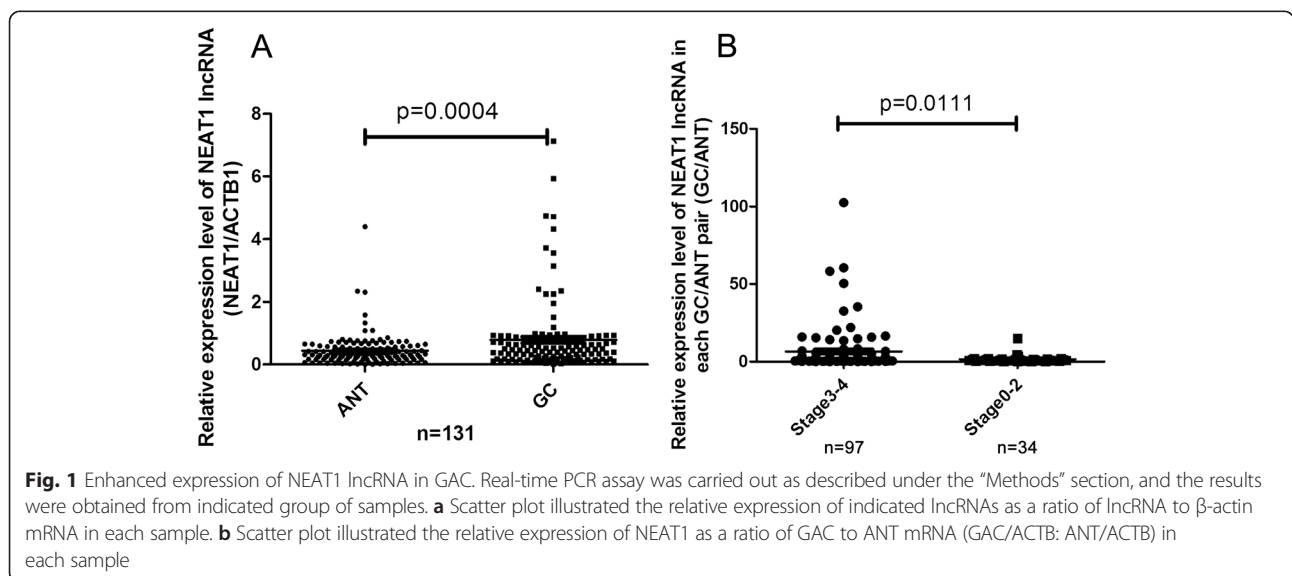 A
Relative expression level of NEAT1 lncRNA
(NEAT1/ACTB1)
p=0.0004
8
6
4
2
0
ANT
GC
n=131
B
Relative expression level of NEAT1 lncRNA in
each GC/ANT pair (GC/ANT)
p=0.0111
150
100
50
0
Stage3-4
Stage0-2
n=97
n=34
Fig. 1 Enhanced expression of NEAT1 lncRNA in GAC. Real-time PCR assay was carried out as described under the “Methods” section, and the results
were obtained from indicated group of samples. a Scatter plot illustrated the relative expression of indicated lncRNAs as a ratio of lncRNA to β-actin
mRNA in each sample. b Scatter plot illustrated the relative expression of NEAT1 as a ratio of GAC to ANT mRNA (GAC/ACTB: ANT/ACTB) in
each sample